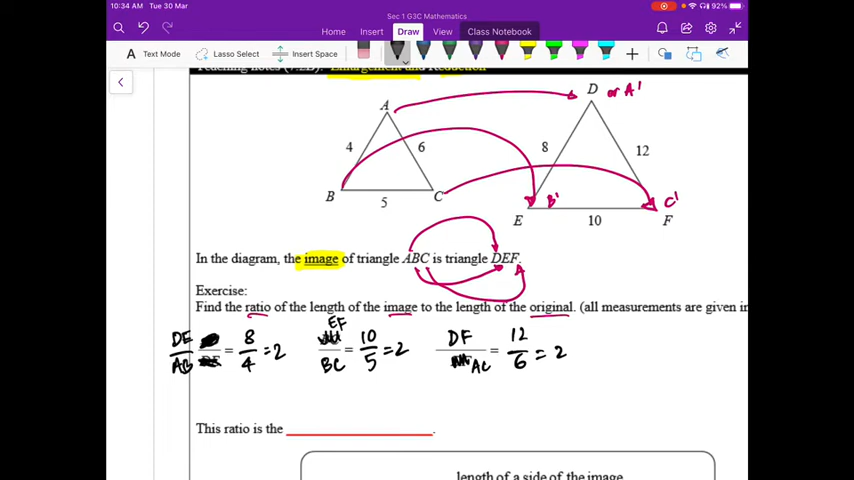 10:34 AM Tue 30 Mar
Sec 1 G3C Mathematics
92%
Home Insert Draw View Class Notebook
Text Mode Lasso Select Insert Space
Enlargement and Reduction
A
D or A'
4 6
8 12
B C
5
B' C'
E F
10
In the diagram, the image of triangle ABC is triangle DEF.
Exercise:
Find the ratio of the length of the image to the length of the original. (all measurements are given in
DE/AB = 8/4 = 2 EF/BC = 10/5 = 2 DF/AC = 12/6 = 2
This ratio is the ____________.
length of a side of the image